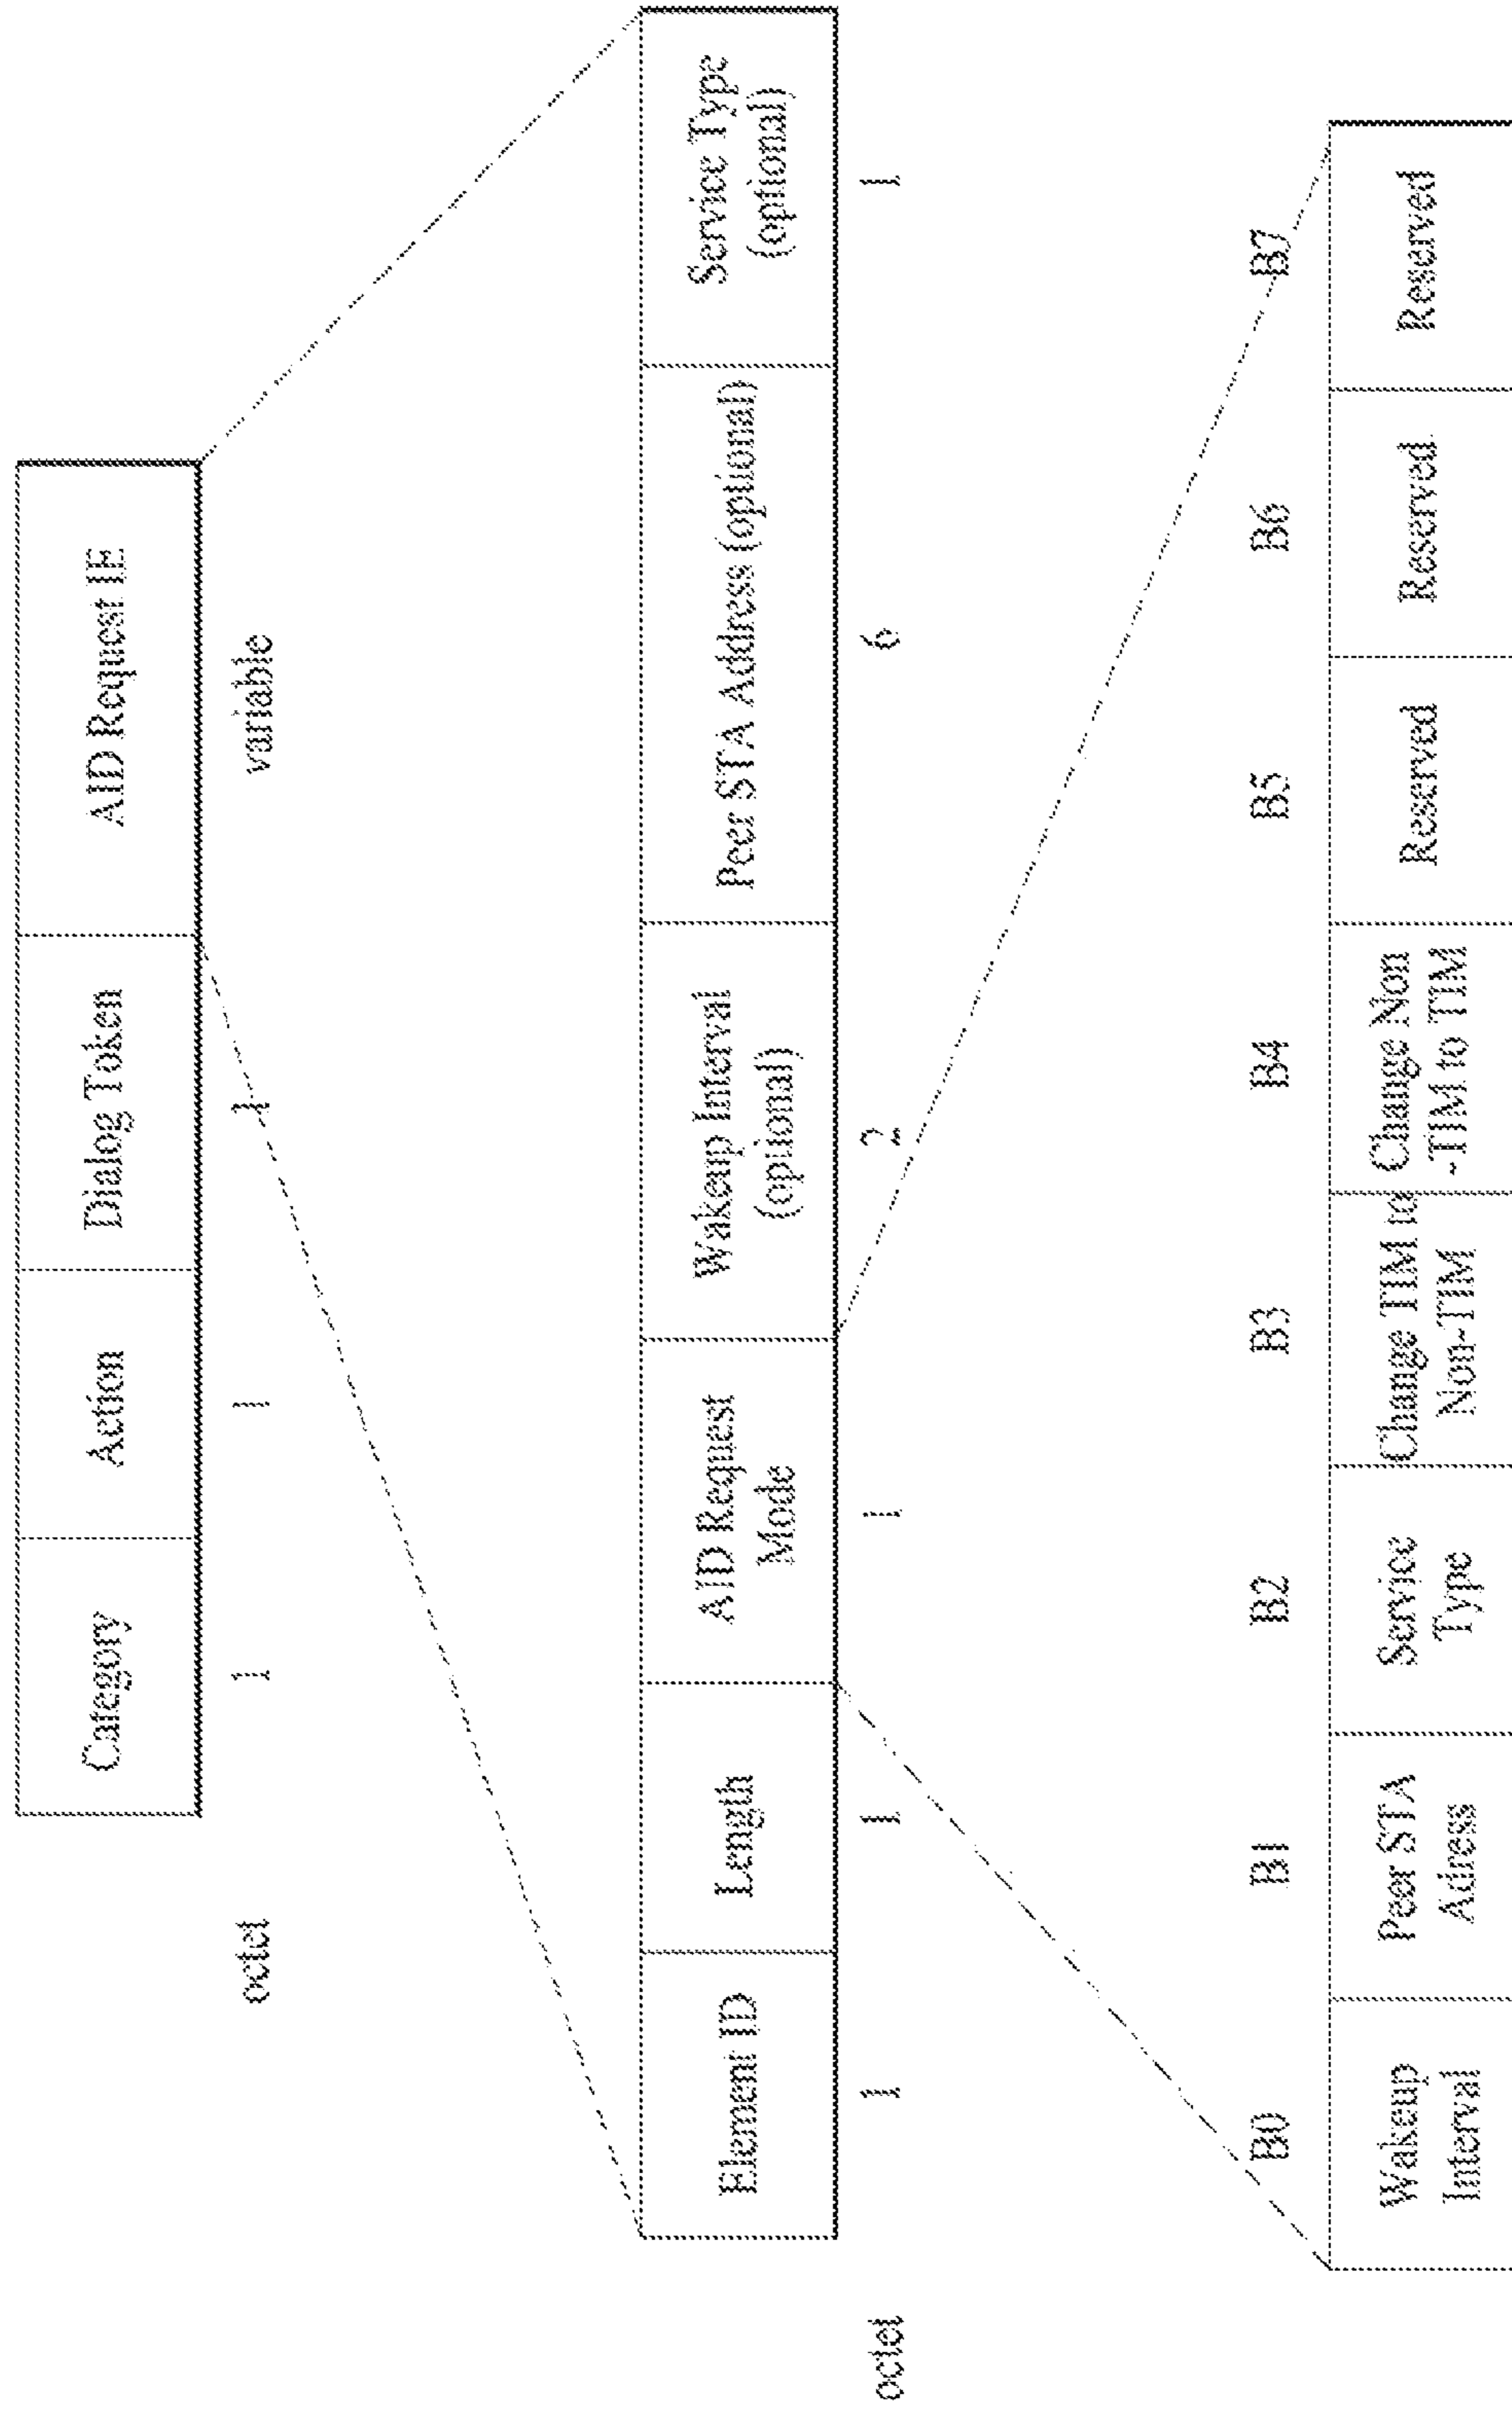 Category
Action
Dialog Token
AID Request IE
octet
1
1
1
variable
Element ID
Length
AID Request
Mode
Wakeup Interval
(optional)
Peer STA Address (optional)
Service Type
(optional)
octet
1
1
1
2
6
1
B0
B1
B2
B3
B4
B5
B6
B7
Wakeup
Interval
Peer STA
Adress
Service
Type
Change TIM to
Non-TIM
Change Non
-TIM to TIM
Reserved
Reserved
Reserved